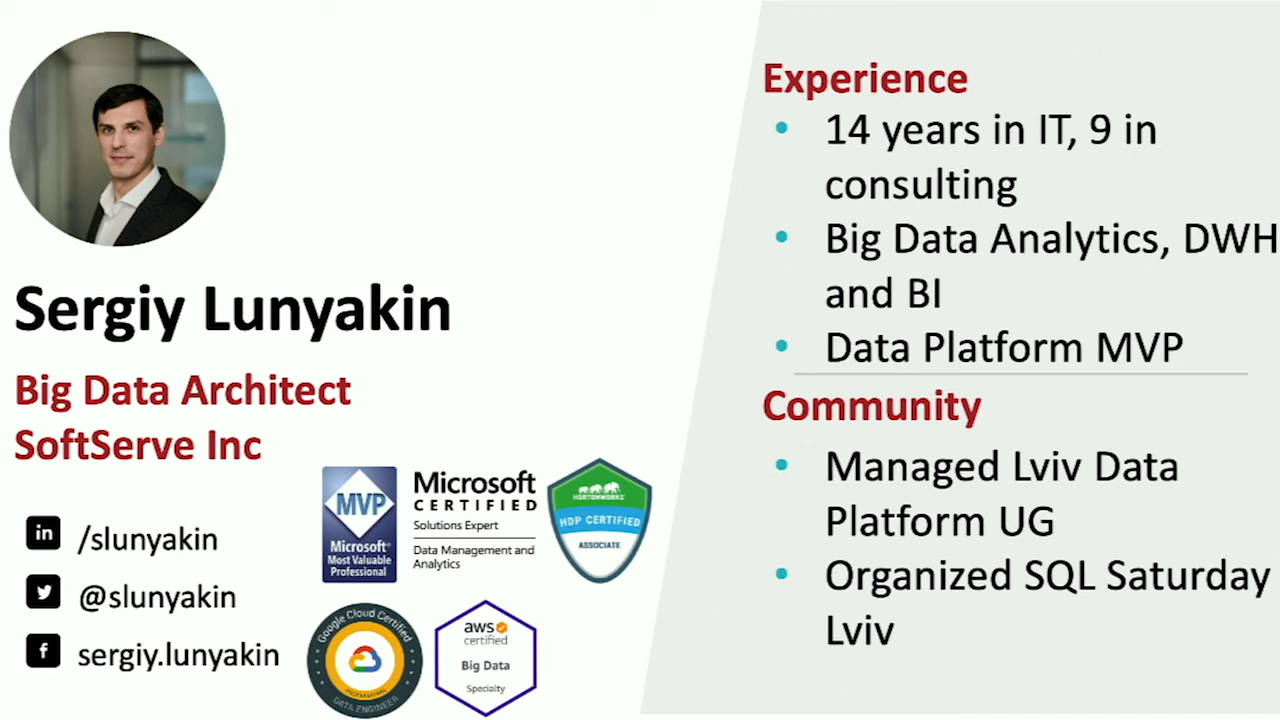 Sergiy Lunyakin
Big Data Architect
SoftServe Inc
in /slunyakin
@slunyakin
f sergiy.lunyakin
MVP
Microsoft®
Most Valuable
Professional
Microsoft
CERTIFIED
Solutions Expert
Data Management and
Analytics
HORTONWORKS
HDP CERTIFIED
ASSOCIATE
Google Cloud Certified
PROFESSIONAL
DATA ENGINEER
aws
certified
Big Data
Specialty
Experience
• 14 years in IT, 9 in
consulting
• Big Data Analytics, DWH
and BI
• Data Platform MVP
Community
• Managed Lviv Data
Platform UG
• Organized SQL Saturday
Lviv